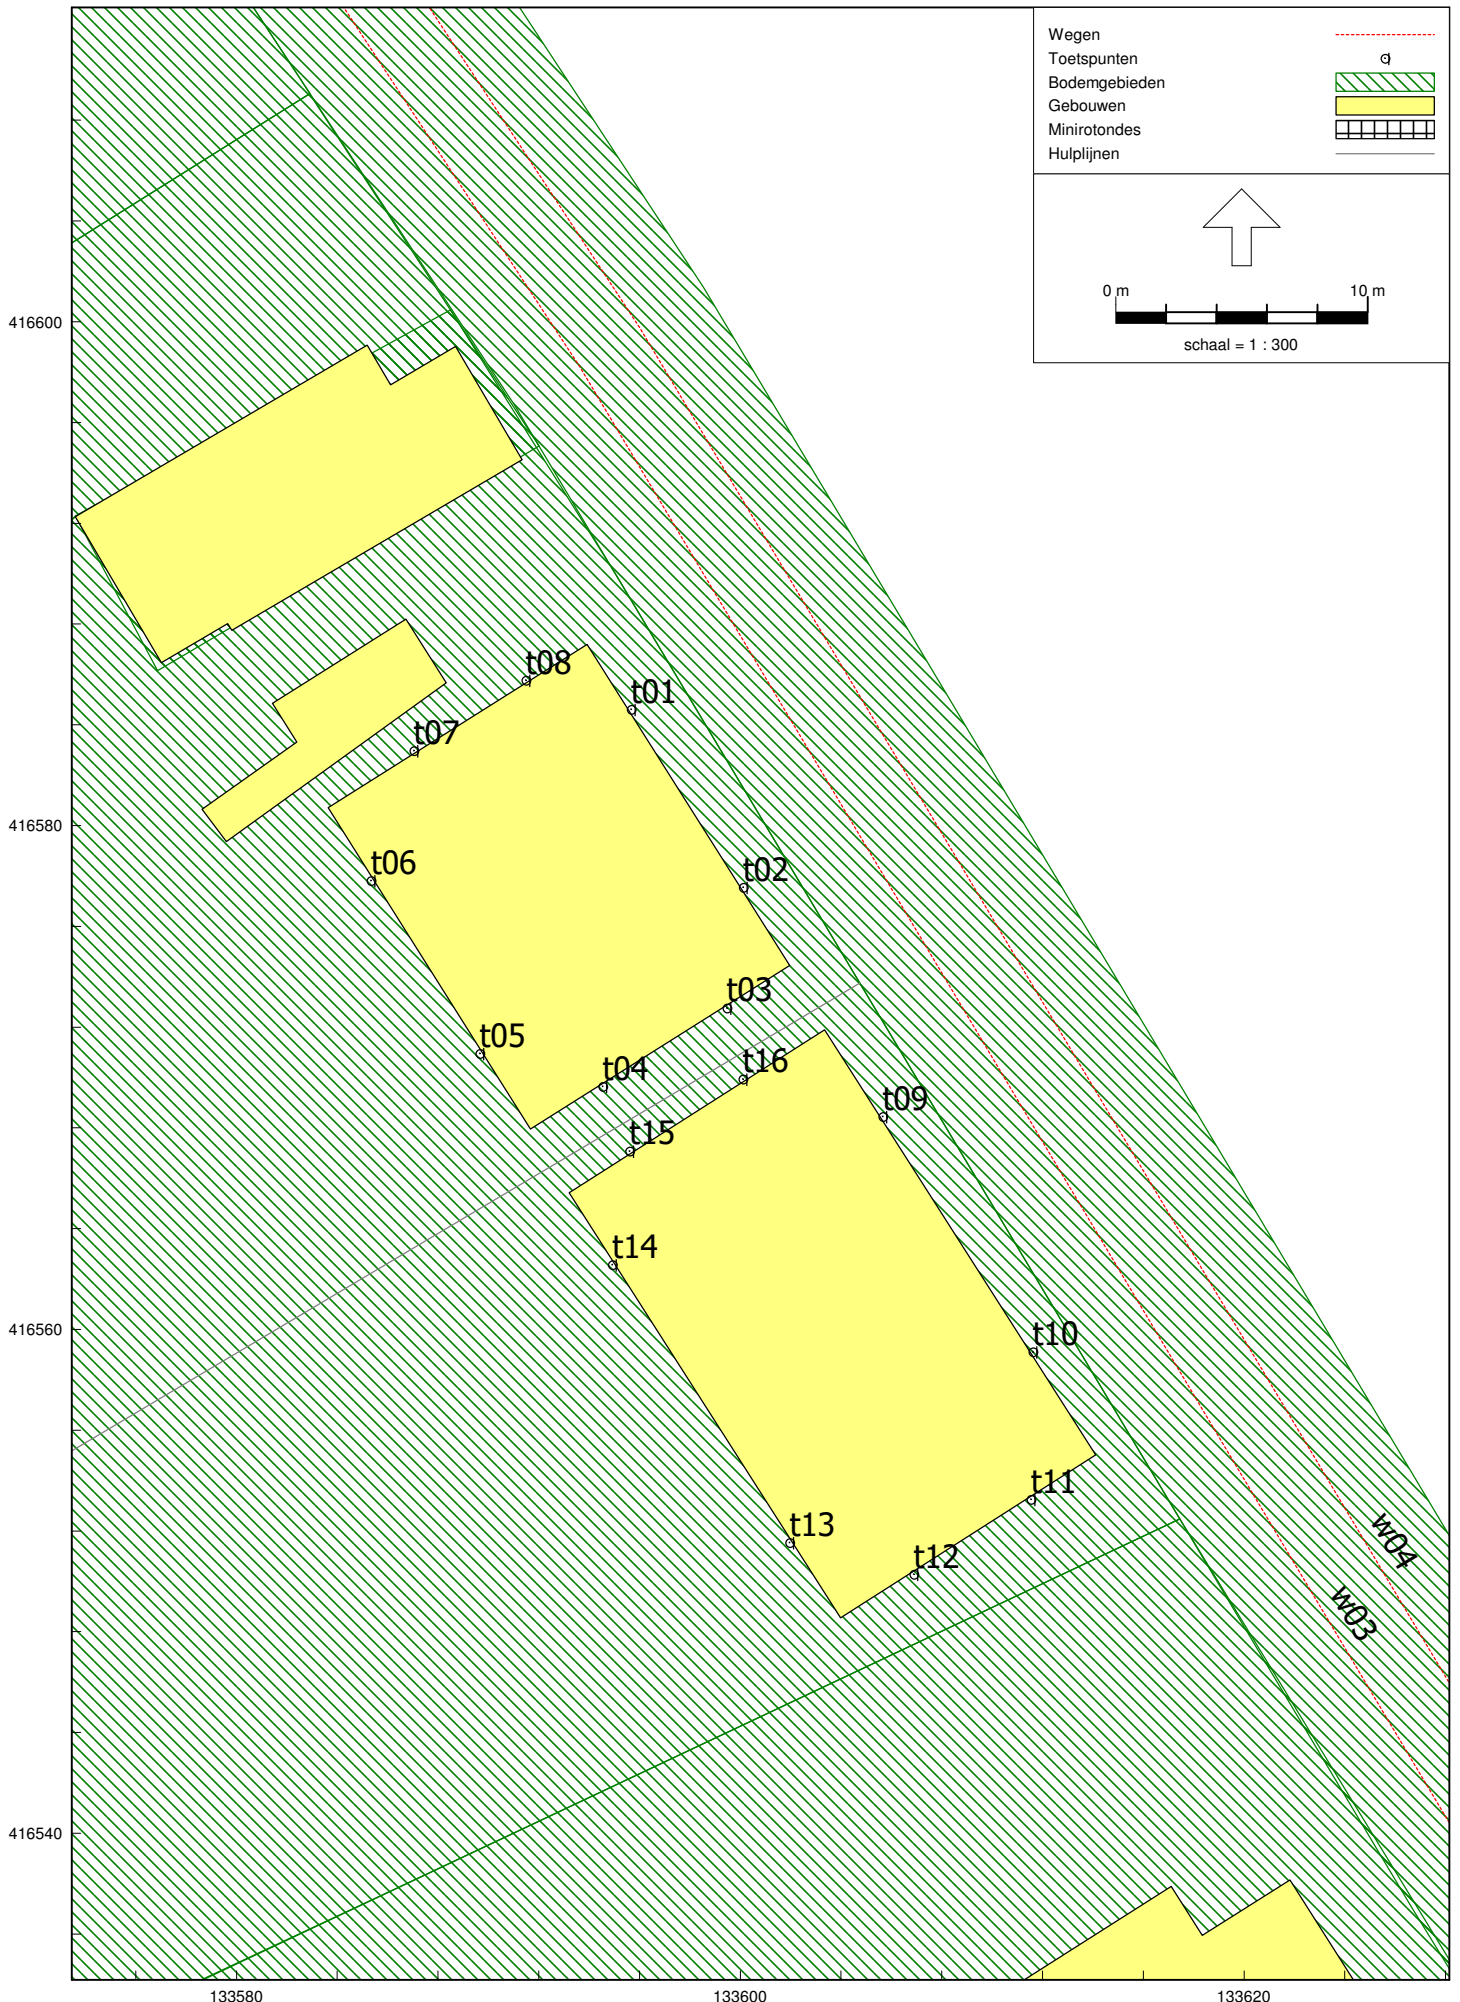 Wegen
Toetspunten
Bodemgebieden
Gebouwen
Minirotondes
Hulplijnen
0 m 10 m
schaal = 1 : 300
416600
t08
t01
t07
416580
t06
t02
t03
t05
t04
t16
t09
t15
t14
416560
t10
t11
t13
t12
w04
w03
416540
133580 133600 133620